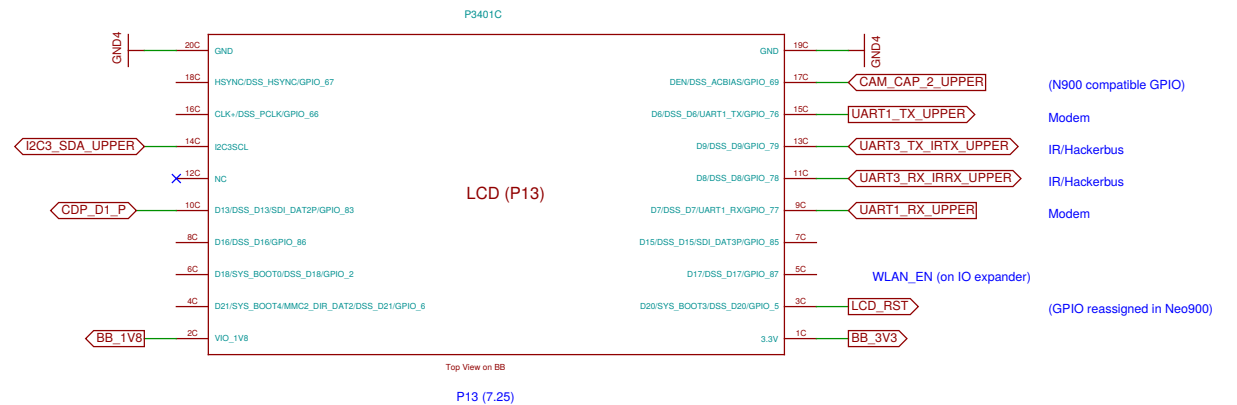 P3401C
GND4 20C GND GND 19C GND4
18C HSYNC/DSS_HSYNC/GPIO_67 DEN/DSS_ACBIAS/GPIO_69 17C CAM_CAP_2_UPPER (N900 compatible GPIO)
16C CLK+/DSS_PCLK/GPIO_66 D6/DSS_D6/UART1_TX/GPIO_76 15C UART1_TX_UPPER Modem
I2C3_SDA_UPPER 14C I2C3SCL D9/DSS_D9/GPIO_79 13C UART3_TX_IRTX_UPPER IR/Hackerbus
12C NC D8/DSS_D8/GPIO_78 11C UART3_RX_IRRX_UPPER IR/Hackerbus
LCD (P13)
CDP_D1_P 10C D13/DSS_D13/SDI_DAT2P/GPIO_83 D7/DSS_D7/UART1_RX/GPIO_77 9C UART1_RX_UPPER Modem
8C D16/DSS_D16/GPIO_86 D15/DSS_D15/SDI_DAT3P/GPIO_85 7C
6C D18/SYS_BOOT0/DSS_D18/GPIO_2 D17/DSS_D17/GPIO_87 5C WLAN_EN (on IO expander)
4C D21/SYS_BOOT4/MMC2_DIR_DAT2/DSS_D21/GPIO_6 D20/SYS_BOOT3/DSS_D20/GPIO_5 3C LCD_RST (GPIO reassigned in Neo900)
BB_1V8 2C VIO_1V8 3.3V 1C BB_3V3
Top View on BB
P13 (7.25)